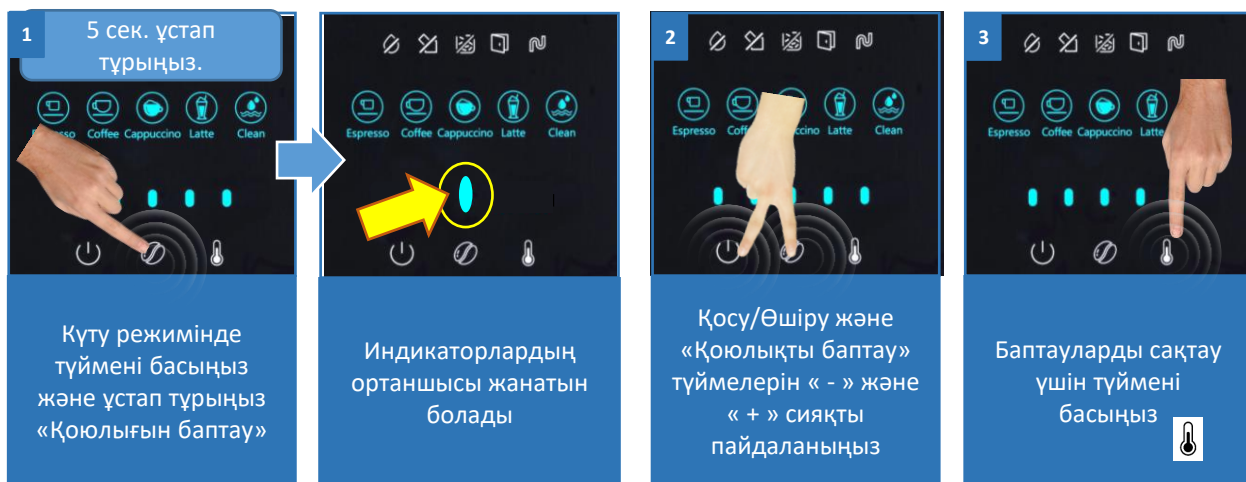 1
5 сек. ұстап
тұрыңыз.
Coffee Cappuccino Latte Clean
Күту режимінде
түймені басыңыз
және ұстап тұрыңыз
«Қоюлығын баптау»
Espresso Coffee Cappuccino Latte Clean
Индикаторлардың
ортаншысы жанатын
болады
2
Espresso Latte Clean
Қосу/Өшіру және
«Қоюлықты баптау»
түймелерін « - » және
« + » сияқты
пайдаланыңыз
3
Espresso Coffee Cappuccino Latte
Баптауларды сақтау
үшін түймені
басыңыз